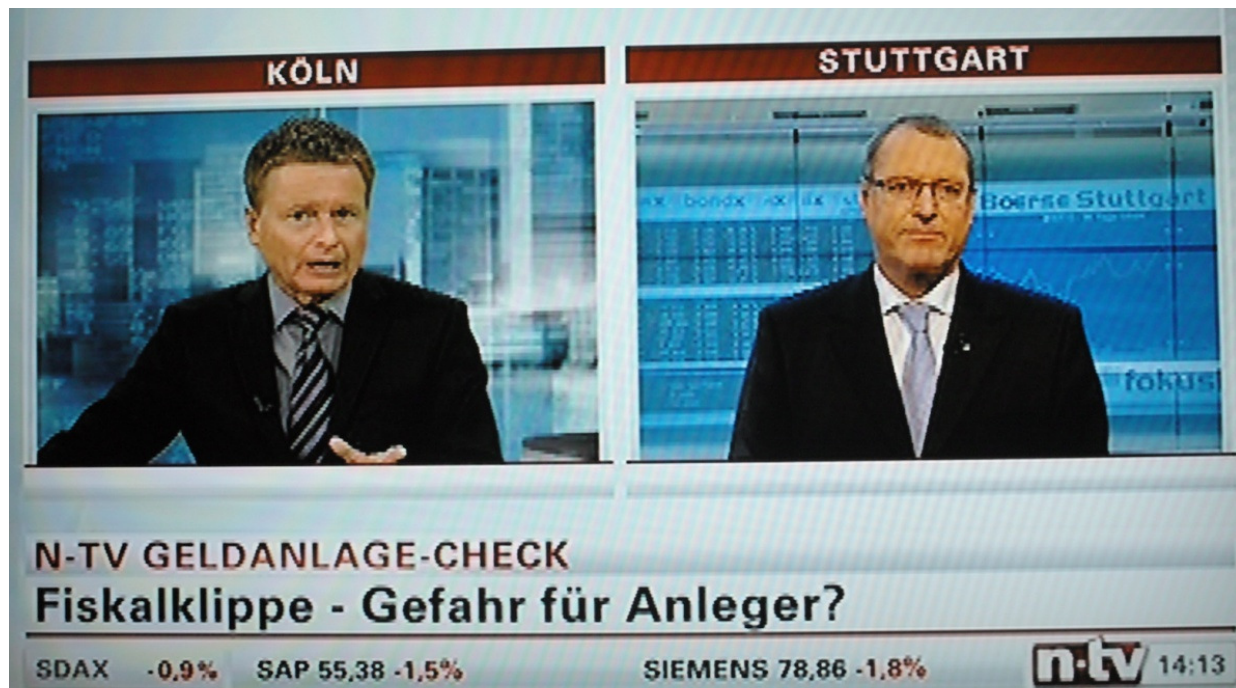 KÖLN
STUTTGART
bondx
Boerse Stuttgart
fokus
N-TV GELDANLAGE-CHECK
Fiskalklippe - Gefahr für Anleger?
SDAX -0,9% SAP 55,38 -1,5% SIEMENS 78,86 -1,8% n-tv 14:13